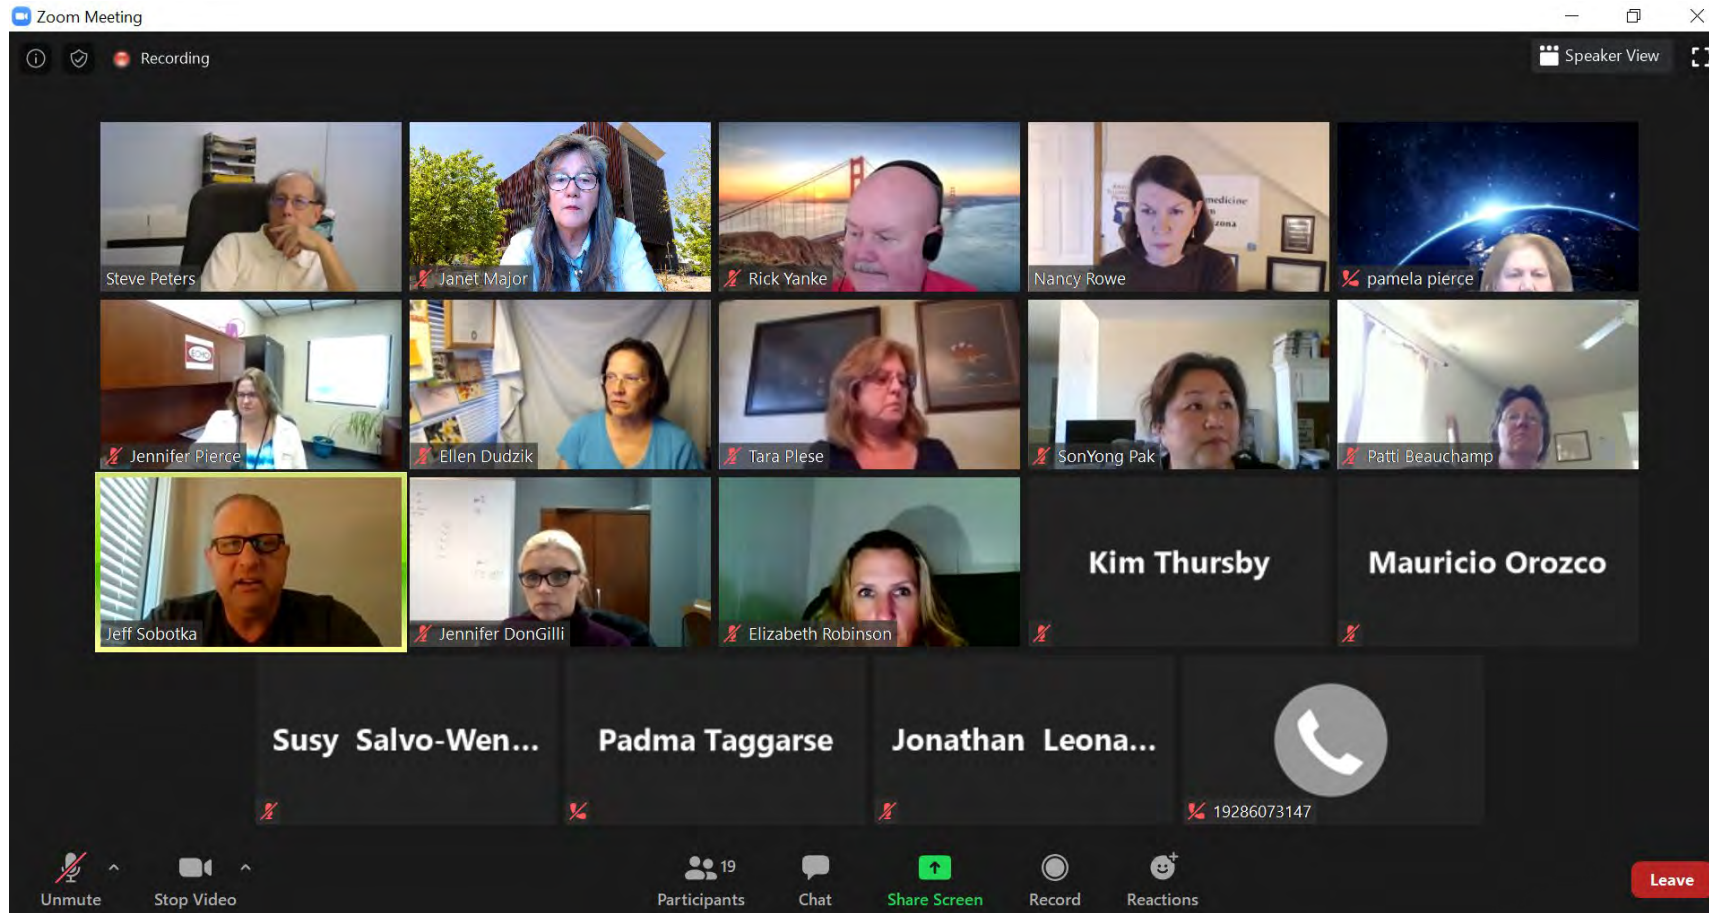 Zoom Meeting
Recording
Speaker View
Steve Peters
Janet Major
Rick Yanke
medicine
Nancy Rowe
pamela pierce
ECHO
Jennifer Pierce
Ellen Dudzik
Tara Plese
SonYong Pak
Patti Beauchamp
Jeff Sobotka
Jennifer DonGilli
Elizabeth Robinson
Kim Thursby
Mauricio Orozco
Susy Salvo-Wen...
Padma Taggarse
Jonathan Leona...
19286073147
Unmute
Stop Video
19
Participants
Chat
Share Screen
Record
Reactions
Leave